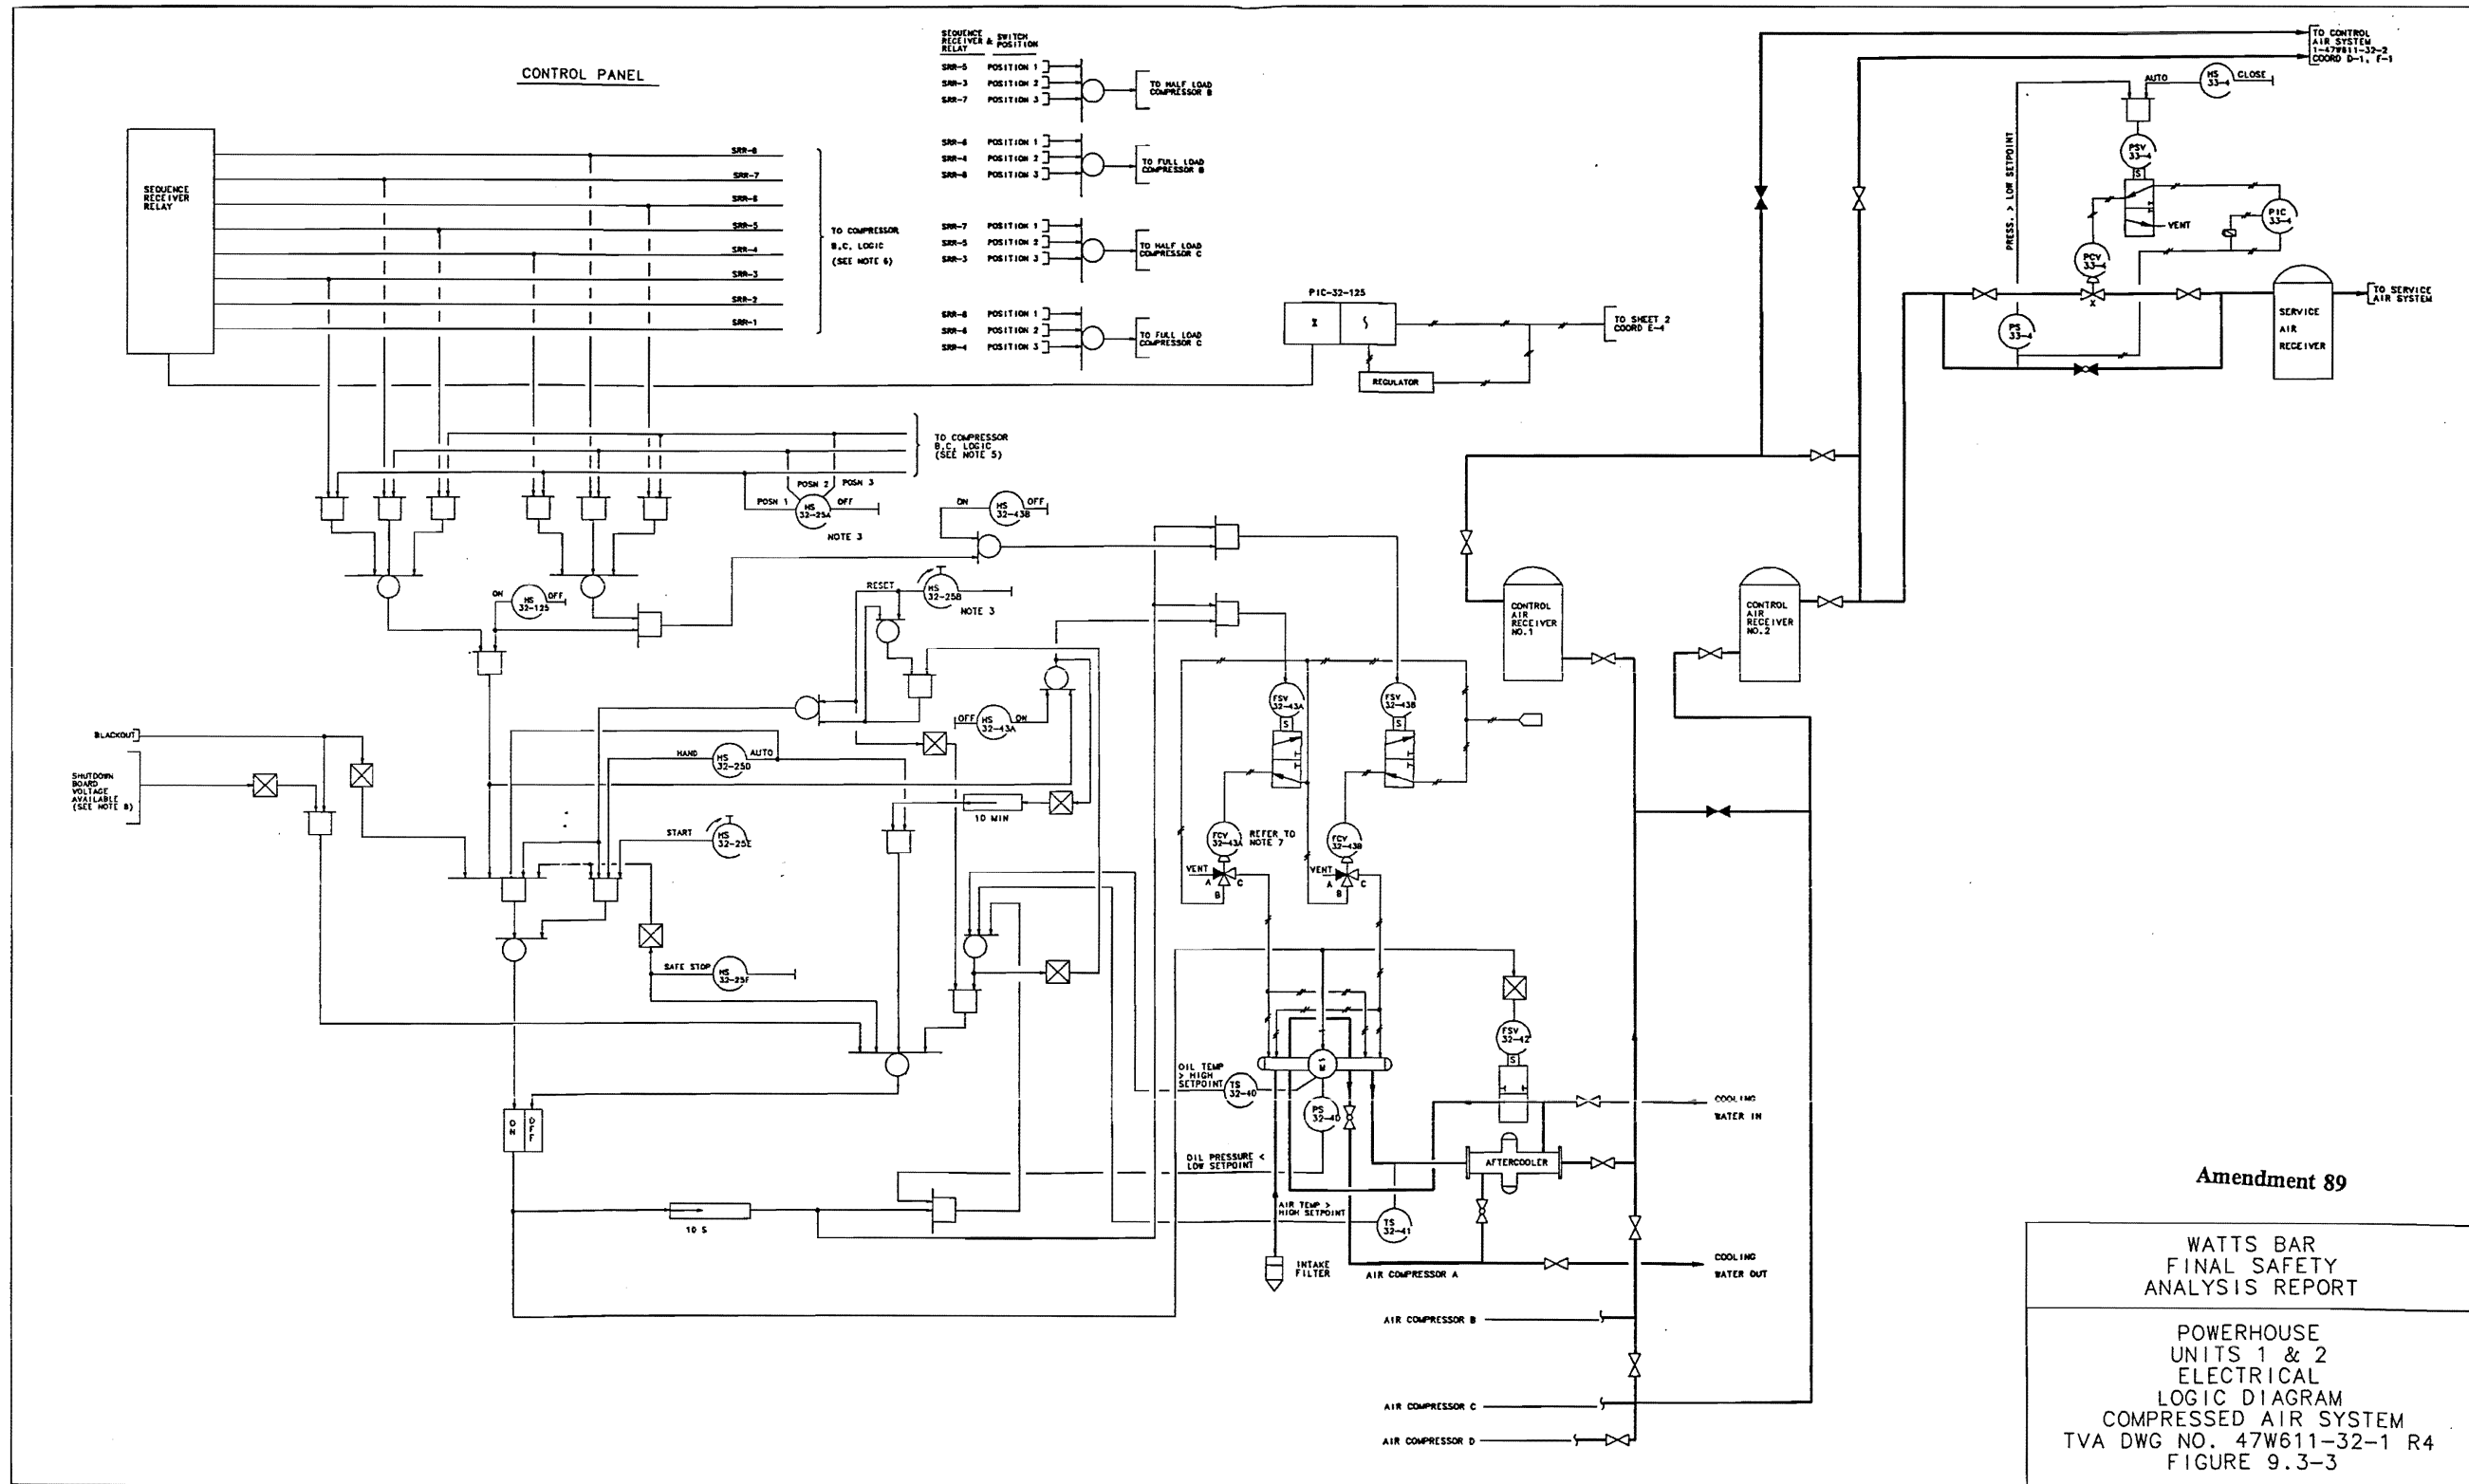 CONTROL PANEL
SEQUENCE
RECEIVER & SWITCH
RELAY POSITION
SRR-5 POSITION 1
SRR-3 POSITION 2
SRR-7 POSITION 3
TO HALF LOAD
COMPRESSOR B
SRR-6 POSITION 1
SRR-4 POSITION 2
SRR-8 POSITION 3
TO FULL LOAD
COMPRESSOR B
SRR-7 POSITION 1
SRR-5 POSITION 2
SRR-3 POSITION 3
TO HALF LOAD
COMPRESSOR C
SRR-8 POSITION 1
SRR-6 POSITION 2
SRR-4 POSITION 3
TO FULL LOAD
COMPRESSOR C
SEQUENCE
RECEIVER
RELAY
SRR-8
SRR-7
SRR-6
SRR-5
SRR-4
SRR-3
SRR-2
SRR-1
TO COMPRESSOR
B,C, LOGIC
(SEE NOTE 6)
PIC-32-125
I
REGULATOR
TO SHEET 2
COORD E-4
TO CONTROL
AIR SYSTEM
1-47W611-32-2
COORD D-1, F-1
AUTO
HS
33-4
CLOSE
PRESS. > LOW SETPOINT
PSV
33-4
S
VENT
PIC
33-4
PCV
33-4
X
PS
33-4
SERVICE
AIR
RECEIVER
TO SERVICE
AIR SYSTEM
TO COMPRESSOR
B,C, LOGIC
(SEE NOTE 5)
POSN 1
POSN 2
POSN 3
HS
32-25A
OFF
NOTE 3
ON
HS
32-43B
OFF
ON
HS
32-125
OFF
RESET
HS
32-25B
NOTE 3
OFF
HS
32-43A
ON
CONTROL
AIR
RECEIVER
NO.1
CONTROL
AIR
RECEIVER
NO.2
FSV
32-43A
S
FSV
32-43B
S
BLACKOUT
SHUTDOWN
BOARD
VOLTAGE
AVAILABLE
(SEE NOTE 8)
HAND
HS
32-25D
AUTO
10 MIN
START
HS
32-25E
FCV
32-43A
REFER TO
NOTE 7
FCV
32-43B
VENT
A
B
C
VENT
A
B
C
SAFE STOP
HS
32-25F
FSV
32-42
S
M
OIL TEMP
> HIGH
SETPOINT
TS
32-40
PS
32-40
ON
OFF
COOLING
WATER IN
OIL PRESSURE <
LOW SETPOINT
AFTERCOOLER
AIR TEMP >
HIGH SETPOINT
TS
32-41
10 S
INTAKE
FILTER
AIR COMPRESSOR A
COOLING
WATER OUT
AIR COMPRESSOR B
AIR COMPRESSOR C
AIR COMPRESSOR D
Amendment 89
WATTS BAR
FINAL SAFETY
ANALYSIS REPORT
POWERHOUSE
UNITS 1 & 2
ELECTRICAL
LOGIC DIAGRAM
COMPRESSED AIR SYSTEM
TVA DWG NO. 47W611-32-1 R4
FIGURE 9.3-3